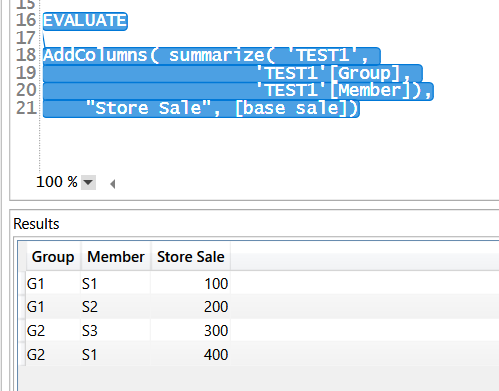 15
16 EVALUATE
18 AddColumns( summarize( 'TEST1',
19 'TEST1'[Group],
20 'TEST1'[Member]),
21 "Store Sale", [base sale])
100 %
Results
Group Member Store Sale
G1 S1 100
G1 S2 200
G2 S3 300
G2 S1 400